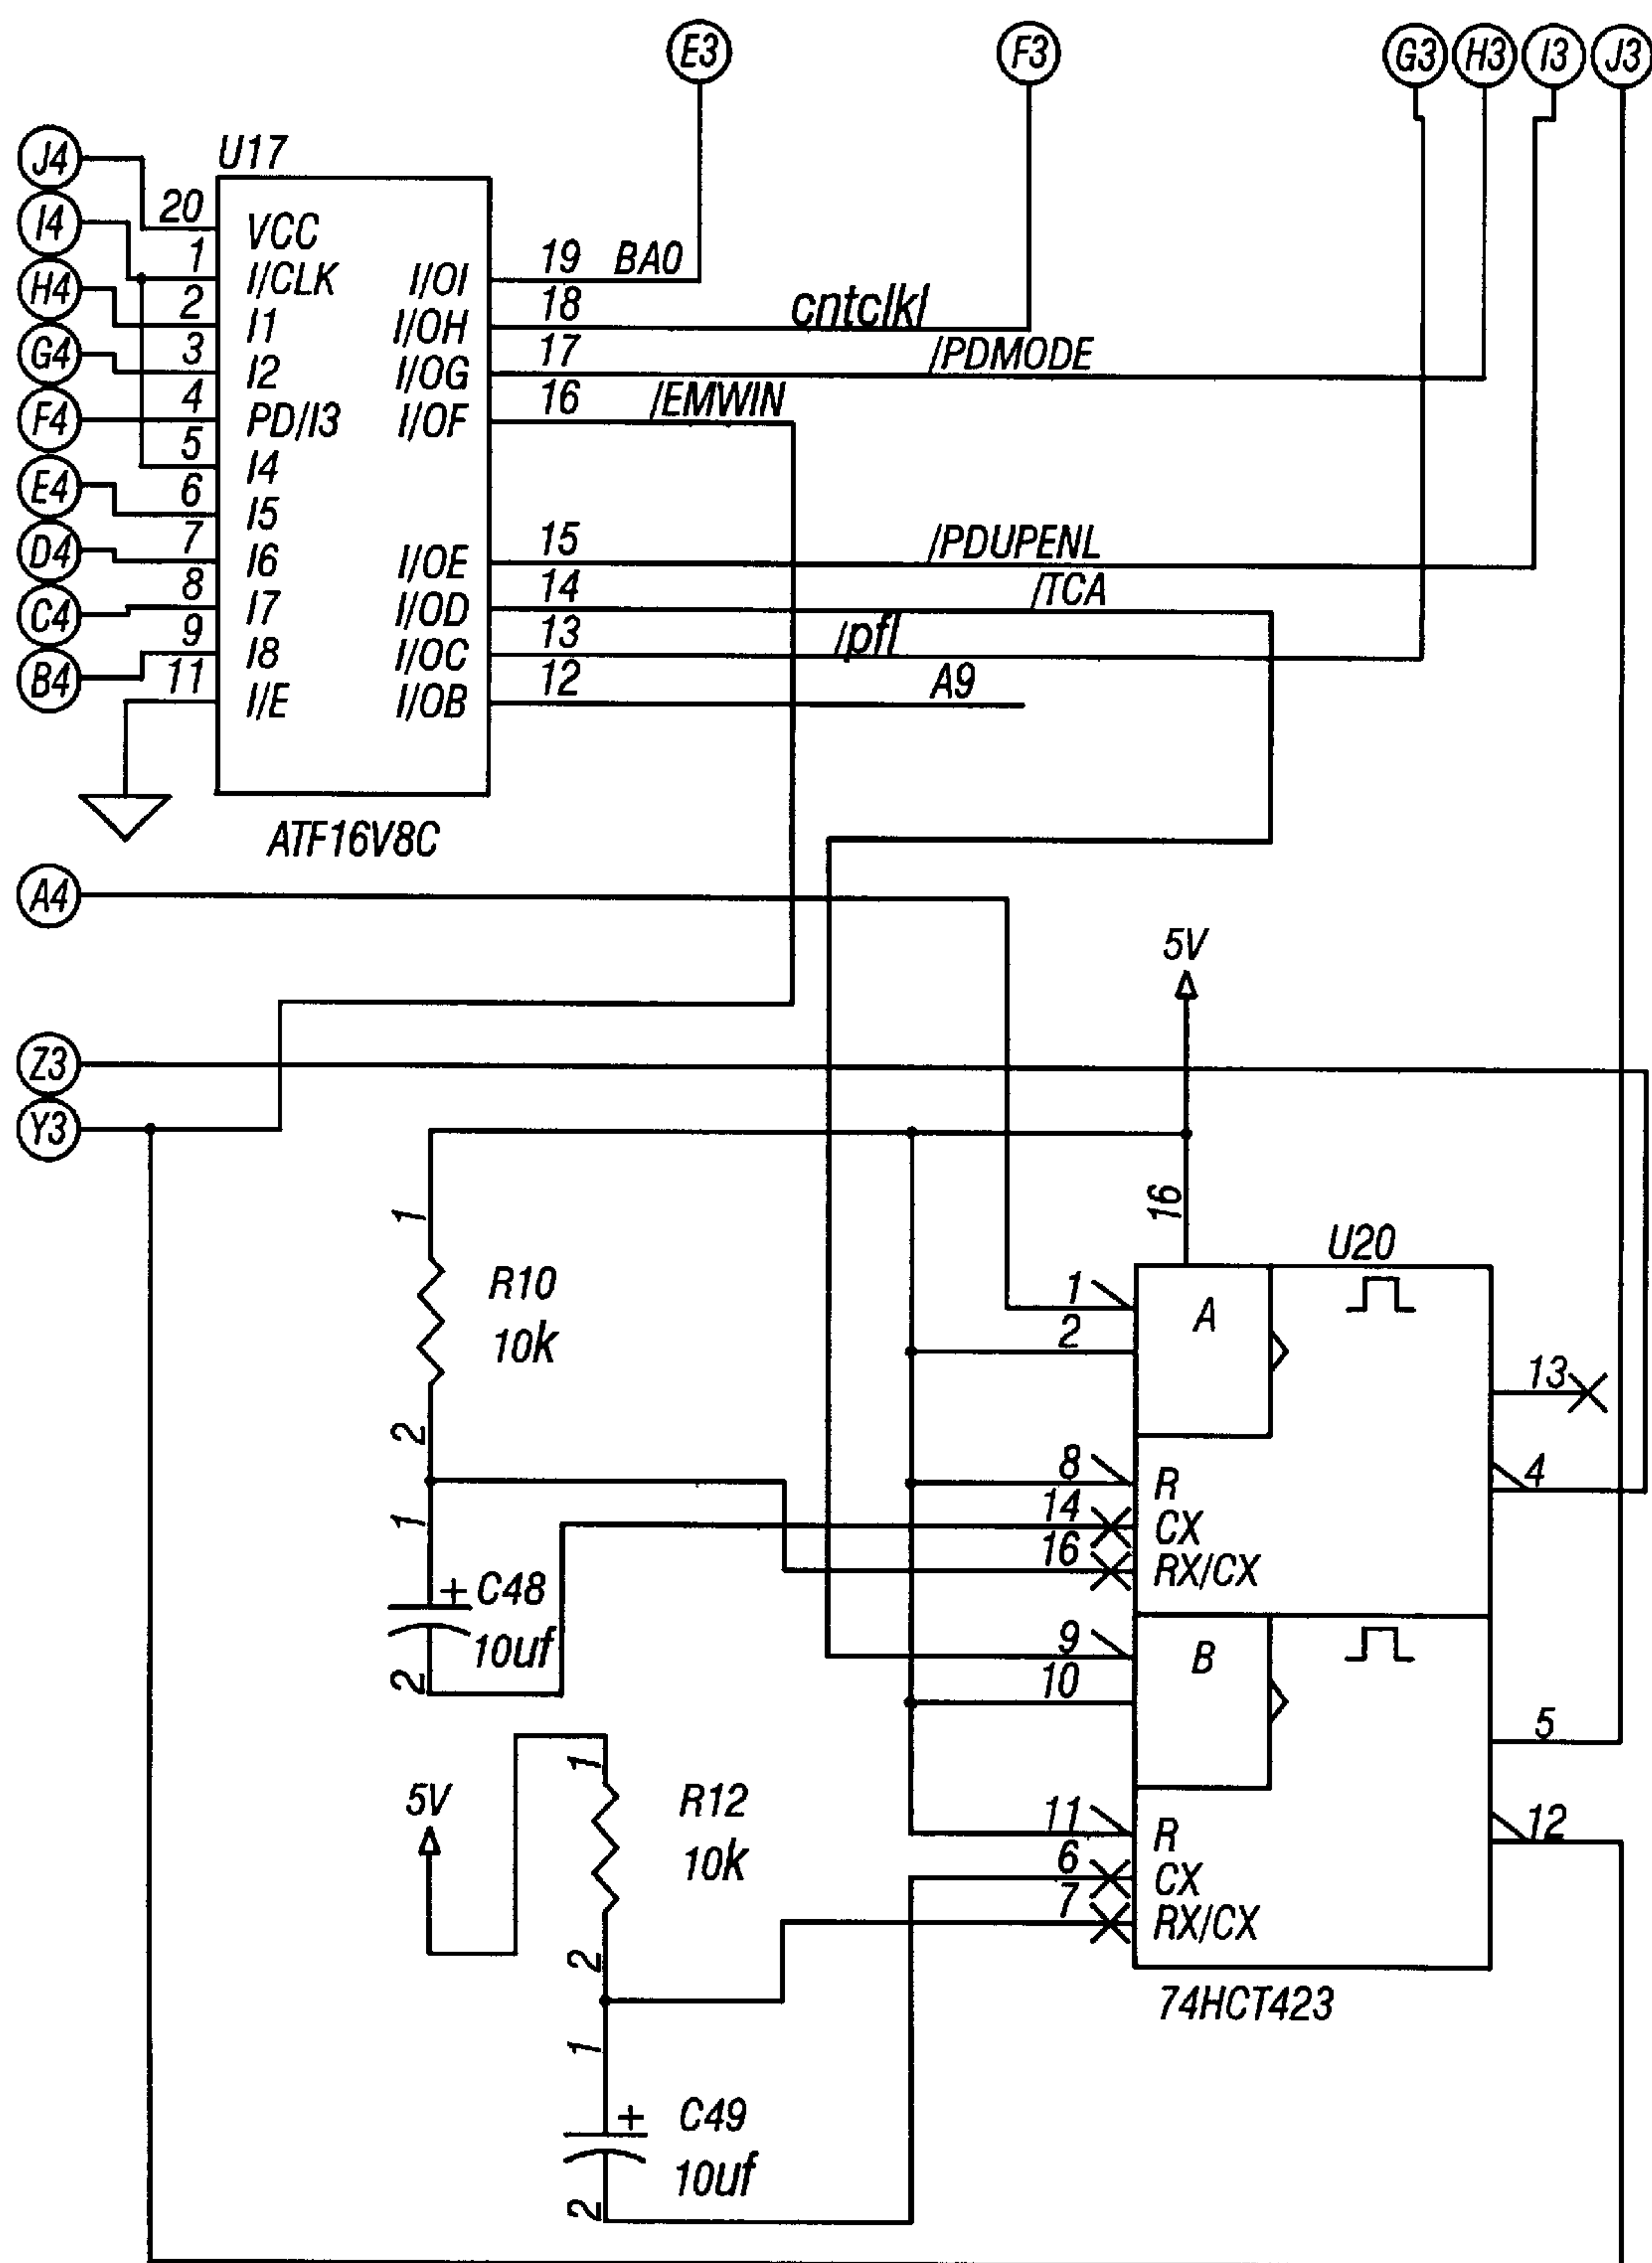 E3
F3
G3 H3 I3 J3
J4
I4
H4
G4
F4
E4
D4
C4
B4
U17
20 VCC
1 I/CLK
2 I1
3 I2
4 PD/I3
5 I4
6 I5
7 I6
8 I7
9 I8
11 I/E
I/OI 19 BA0
I/OH 18 cntclkl
I/OG 17 /PDMODE
I/OF 16 /EMWIN
I/OE 15 /PDUPENL
I/OD 14 /TCA
I/OC 13 /pfl
I/OB 12 A9
ATF16V8C
A4
5V
Z3
Y3
16
1
R10
10k
2
U20
1
2
A
13
8 R
14 CX
16 RX/CX
4
1
+ C48
10uf
2
9
10
B
5
11 R
6 CX
7 RX/CX
12
74HCT423
5V
1
R12
10k
2
1
+ C49
10uf
2